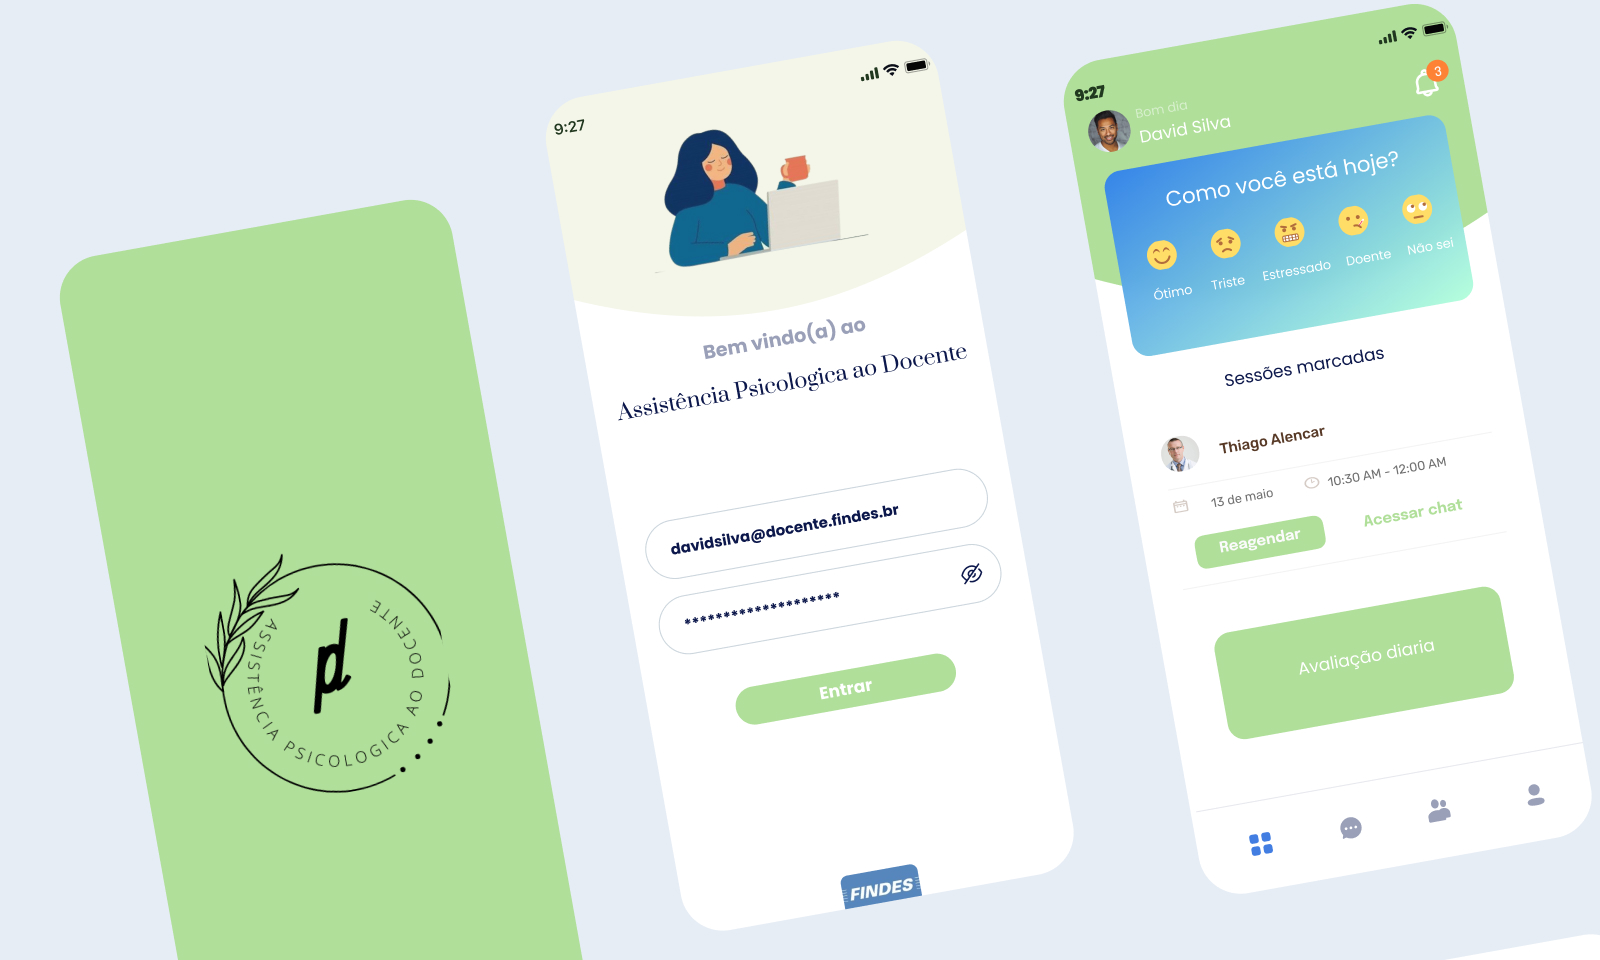 ASSISTÊNCIA PSICOLOGICA AO DOCENTE
pd
9:27
Bem vindo(a) ao
Assistência Psicologica ao Docente
davidsilva@docente.findes.br
********************
Entrar
FINDES
9:27
3
Bom dia
David Silva
Como você está hoje?
Ótimo
Triste
Estressado
Doente
Não sei
Sessões marcadas
Thiago Alencar
13 de maio
10:30 AM - 12:00 AM
Reagendar
Acessar chat
Avaliação diaria